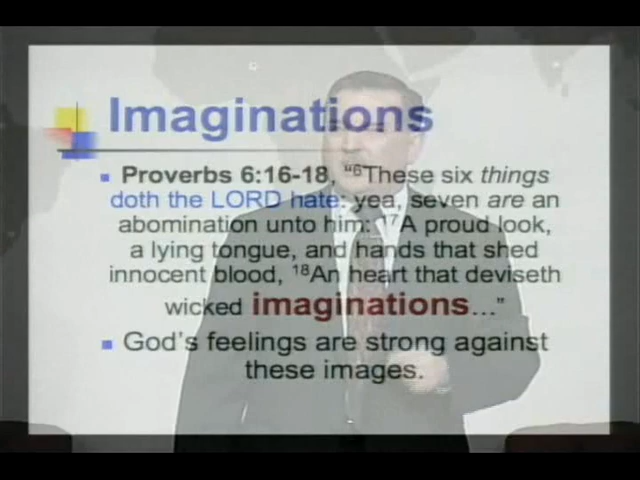 Imaginations
Proverbs 6:16-18, “⁶These six things
doth the LORD hate: yea, seven are an
abomination unto him: ¹⁷A proud look,
a lying tongue, and hands that shed
innocent blood, ¹⁸An heart that deviseth
wicked imaginations...”
God's feelings are strong against
these images.